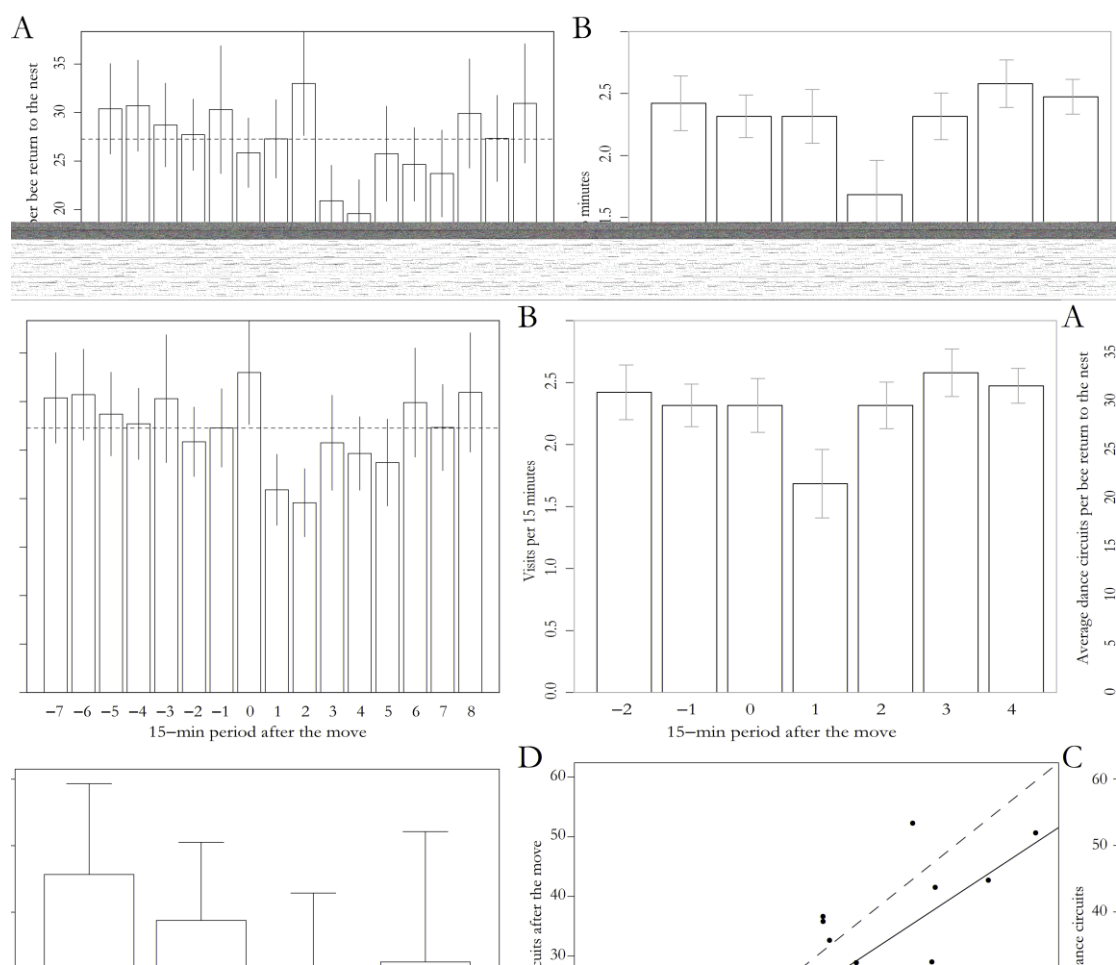 A
B
per bee return to the nest
35
30
25
20
minutes
2.5
2.0
1.5
B
A
Visits per 15 minutes
2.5
2.0
1.5
1.0
0.5
0.0
Average dance circuits per bee return to the nest
35
30
25
20
15
10
5
0
−7 −6 −5 −4 −3 −2 −1 0 1 2 3 4 5 6 7 8
15−min period after the move
−2 −1 0 1 2 3 4
15−min period after the move
D
C
60
50
40
30
after the move
60
50
40
circuits